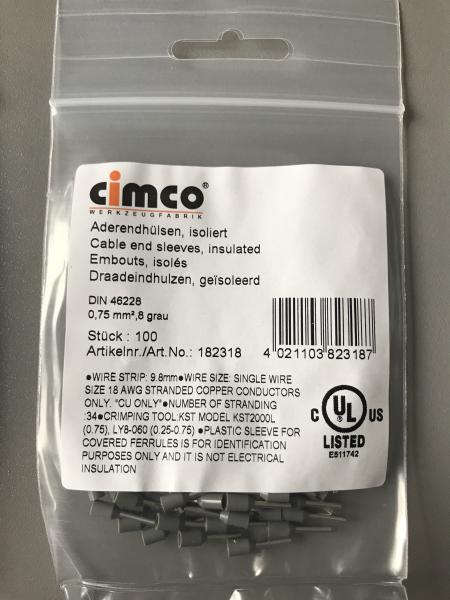 cimco®
WERKZEUGFABRIK
Aderendhülsen, isoliert
Cable end sleeves, insulated
Embouts, isolés
Draadeindhulzen, geïsoleerd
DIN 46228
0,75 mm²,8 grau
Stück : 100
Artikelnr./Art.No.: 182318
4 021103 823187
●WIRE STRIP: 9.8mm●WIRE SIZE: SINGLE WIRE
SIZE 18 AWG STRANDED COPPER CONDUCTORS
ONLY. "CU ONLY"●NUMBER OF STRANDING
:34●CRIMPING TOOL:KST MODEL KST2000L
(0.75), LY8-060 (0.25-0.75) ●PLASTIC SLEEVE FOR
COVERED FERRULES IS FOR IDENTIFICATION
PURPOSES ONLY AND IT IS NOT ELECTRICAL
INSULATION
C UL® US
LISTED
E511742